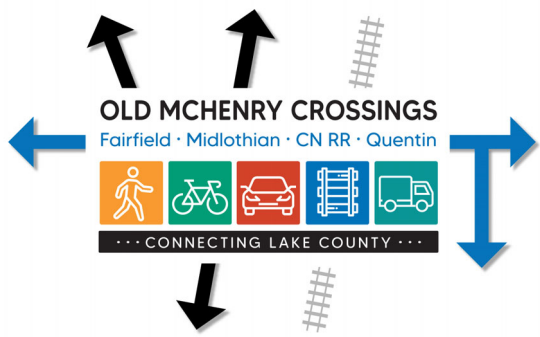 OLD MCHENRY CROSSINGS
Fairfield · Midlothian · CN RR · Quentin
··· CONNECTING LAKE COUNTY ···